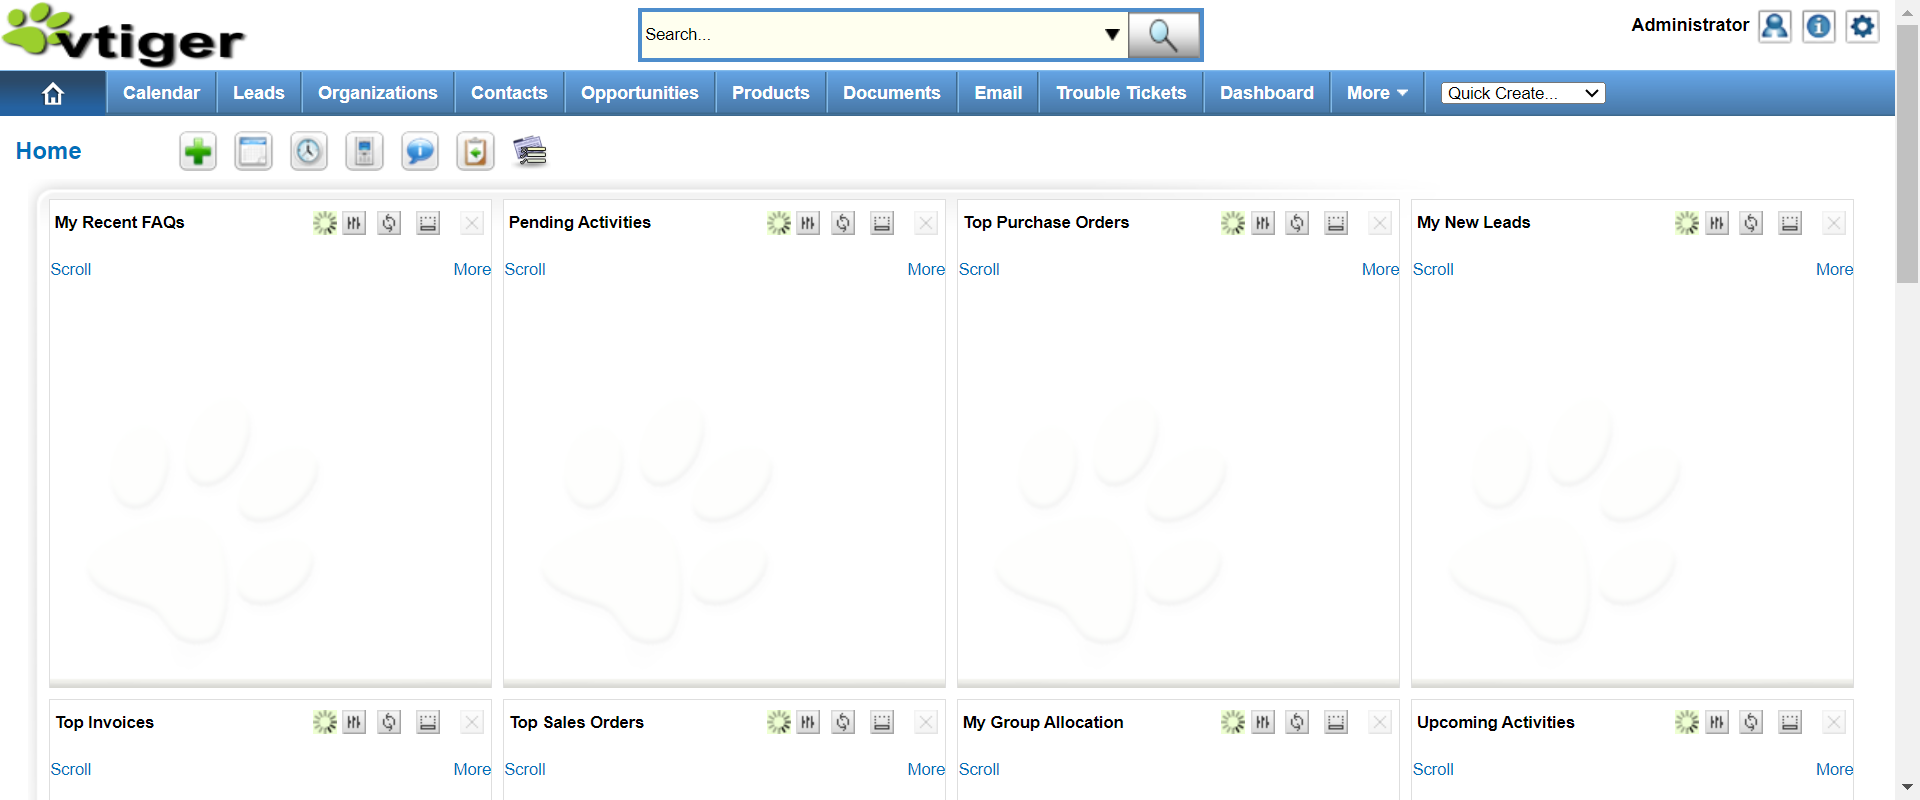 vtiger
Search...
Administrator
Calendar Leads Organizations Contacts Opportunities Products Documents Email Trouble Tickets Dashboard More Quick Create...
Home
My Recent FAQs
Scroll More
Pending Activities
Scroll More
Top Purchase Orders
Scroll More
My New Leads
Scroll More
Top Invoices
Scroll More
Top Sales Orders
Scroll More
My Group Allocation
Scroll
Upcoming Activities
Scroll More